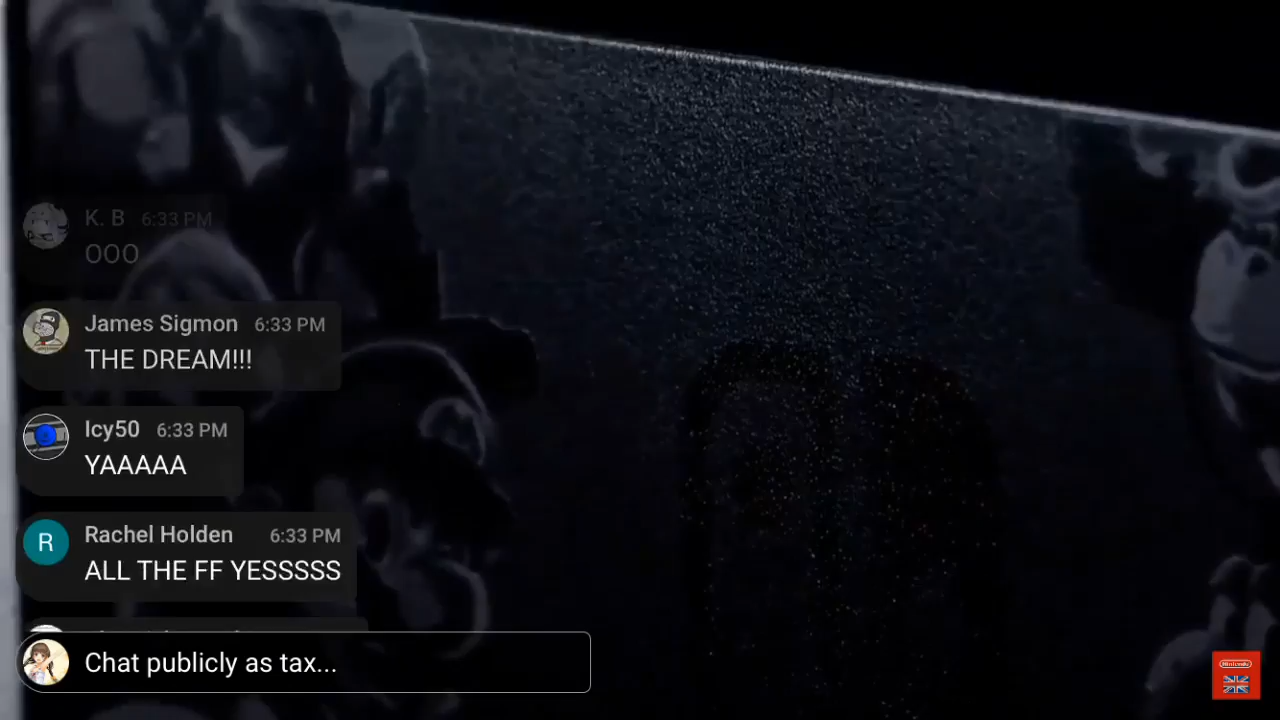 K. B 6:33 PM
OOO
James Sigmon 6:33 PM
THE DREAM!!!
Icy50 6:33 PM
YAAAAA
R
Rachel Holden 6:33 PM
ALL THE FF YESSSSS
Chat publicly as tax...
Nintendo